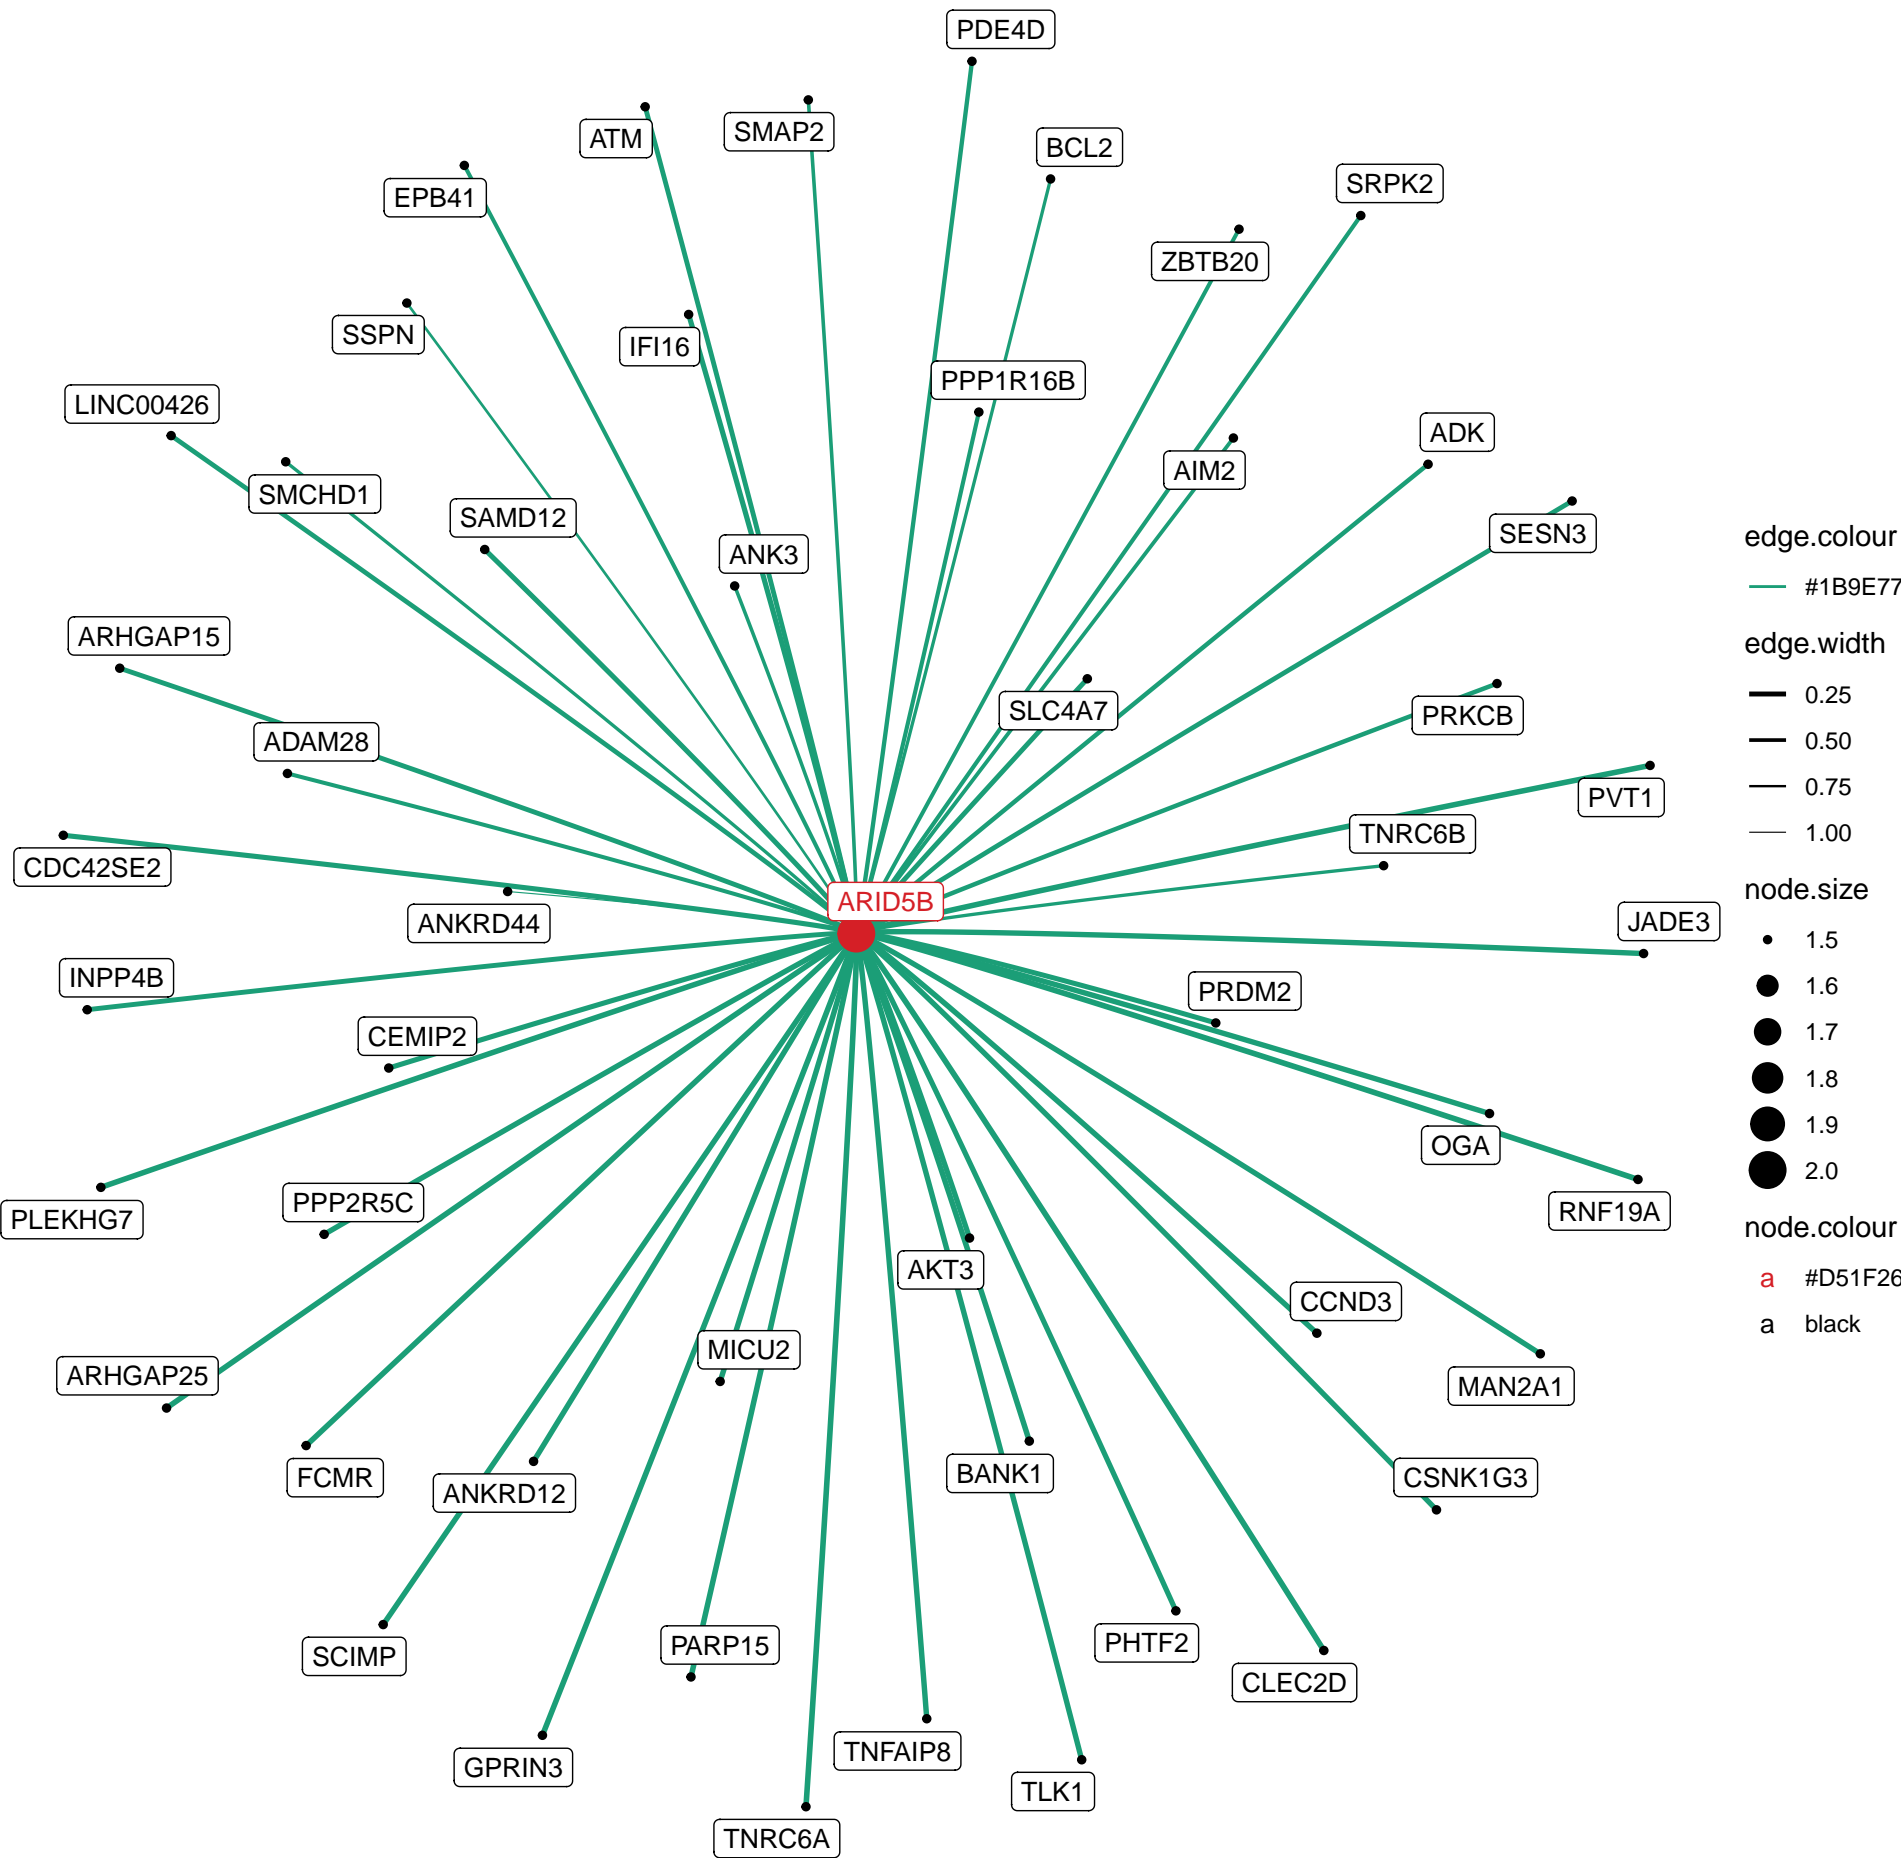 PDE4D
ATM
SMAP2
BCL2
EPB41
SRPK2
ZBTB20
SSPN
IFI16
PPP1R16B
LINC00426
ADK
AIM2
SMCHD1
SAMD12
SESN3
ANK3
ARHGAP15
SLC4A7
PRKCB
ADAM28
PVT1
TNRC6B
CDC42SE2
ARID5B
ANKRD44
JADE3
INPP4B
PRDM2
CEMIP2
OGA
PPP2R5C
RNF19A
PLEKHG7
AKT3
CCND3
MICU2
ARHGAP25
MAN2A1
BANK1
FCMR
CSNK1G3
ANKRD12
PHTF2
PARP15
SCIMP
CLEC2D
TNFAIP8
GPRIN3
TLK1
TNRC6A
edge.colour
#1B9E77
edge.width
0.25
0.50
0.75
1.00
node.size
1.5
1.6
1.7
1.8
1.9
2.0
node.colour
a #D51F26
a black